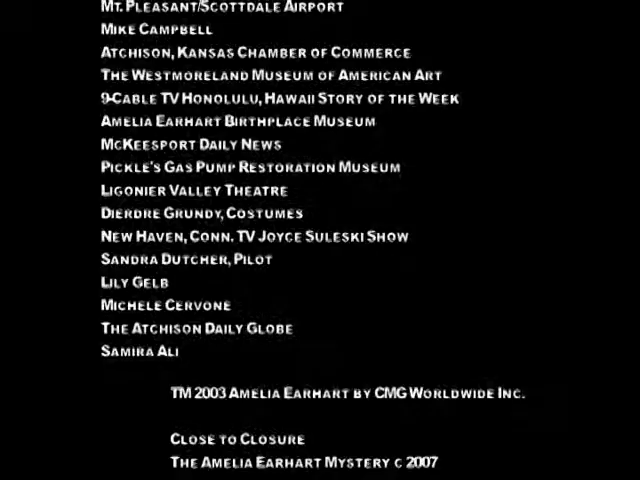 Mt. Pleasant/Scottdale Airport
Mike Campbell
Atchison, Kansas Chamber of Commerce
The Westmoreland Museum of American Art
9-Cable TV Honolulu, Hawaii Story of the Week
Amelia Earhart Birthplace Museum
McKeesport Daily News
Pickle's Gas Pump Restoration Museum
Ligonier Valley Theatre
Dierdre Grundy, Costumes
New Haven, Conn. TV Joyce Suleski Show
Sandra Dutcher, Pilot
Lily Gelb
Michele Cervone
The Atchison Daily Globe
Samira Ali
TM 2003 Amelia Earhart by CMG Worldwide Inc.
Close to Closure
The Amelia Earhart Mystery c 2007